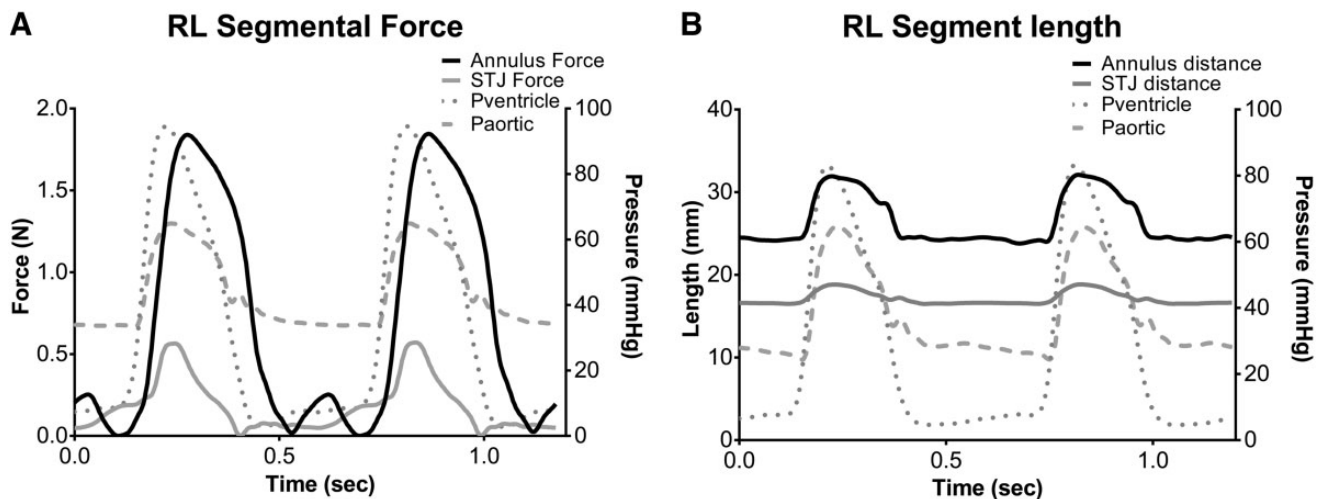 A
RL Segmental Force
Annulus Force
STJ Force
Pventricle
Paortic
2.0
1.5
1.0
0.5
0.0
Force (N)
100
80
60
40
20
0
Pressure (mmHg)
0.0
0.5
1.0
Time (sec)
B
RL Segment length
Annulus distance
STJ distance
Pventricle
Paortic
40
30
20
10
0
Length (mm)
100
80
60
40
20
0
Pressure (mmHg)
0.0
0.5
1.0
Time (sec)